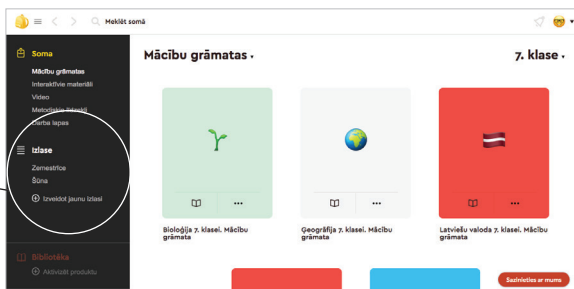 Meklēt somā
Soma
Mācību grāmatas
Interaktīvie materiāli
Video
Metodiskie līdzekļi
Darba lapas
Izlase
Zemestrīce
Šūna
Izveidot jaunu izlasi
Bibliotēka
Aktivizēt produktu
Mācību grāmatas
7. klase
Bioloģija 7. klasei. Mācību
grāmata
Ģeogrāfija 7. klasei. Mācību
grāmata
Latviešu valoda 7. klasei. Mācību
grāmata
Sazinieties ar mums